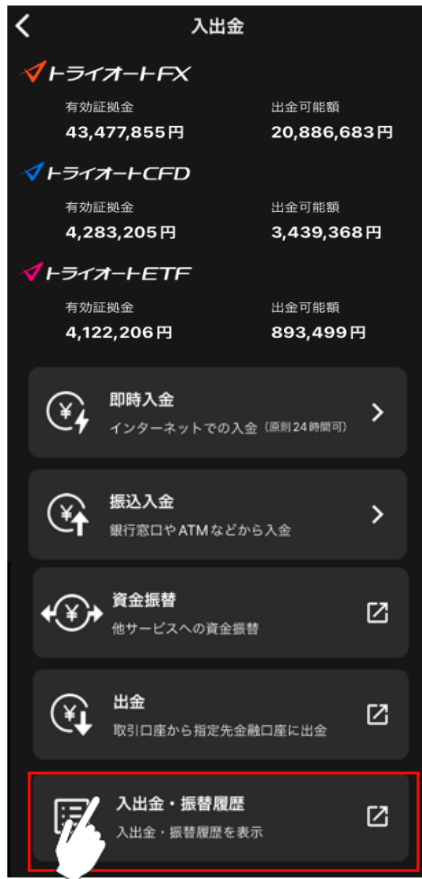 入出金
トライオートFX
有効証拠金 出金可能額
43,477,855円 20,886,683円
トライオートCFD
有効証拠金 出金可能額
4,283,205円 3,439,368円
トライオートETF
有効証拠金 出金可能額
4,122,206円 893,499円
即時入金
インターネットでの入金（原則24時間可）
振込入金
銀行窓口やATMなどから入金
資金振替
他サービスへの資金振替
出金
取引口座から指定先金融口座に出金
入出金・振替履歴
入出金・振替履歴を表示